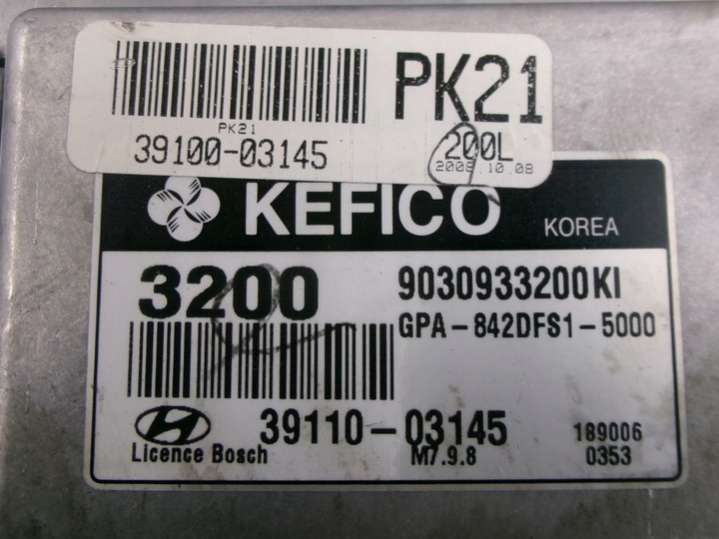 PK21
PK21
39100-03145
200L
2009.10.08
KEFICO KOREA
3200
9030933200KI
GPA-842DFS1-5000
39110-03145
189006
Licence Bosch
M7.9.8
0353